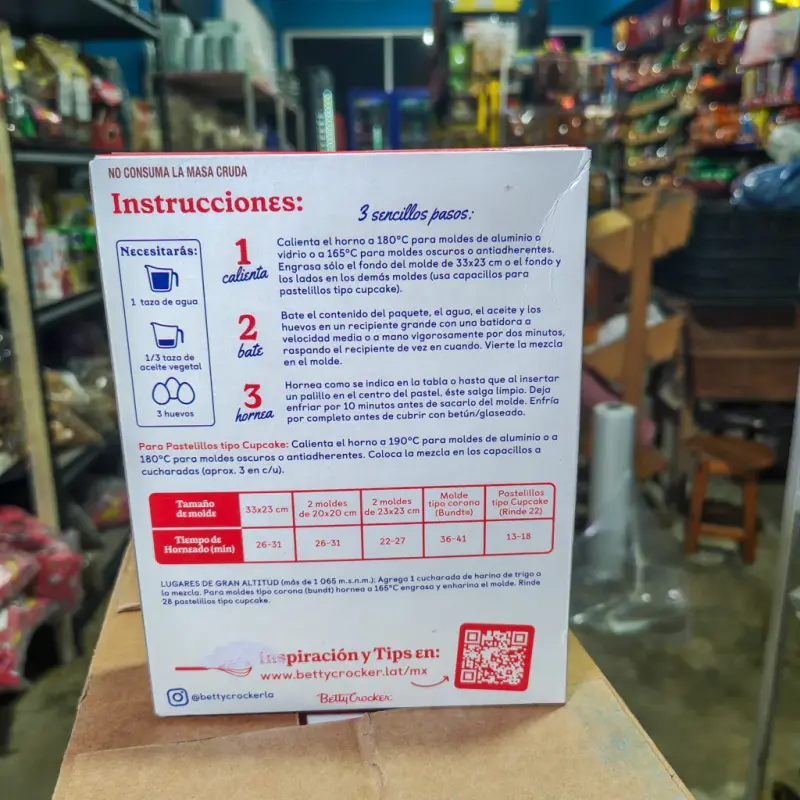 NO CONSUMA LA MASA CRUDA
Instrucciones:
3 sencillos pasos:
Necesitarás:
1 taza de agua
1/3 taza de
aceite vegetal
3 huevos
1
calienta
Calienta el horno a 180°C para moldes de aluminio o
vidrio o a 165°C para moldes oscuros o antiadherentes.
Engrasa sólo el fondo del molde de 33x23 cm o el fondo y
los lados en los demás moldes (usa capacillos para
pastelillos tipo cupcake).
2
bate
Bate el contenido del paquete, el agua, el aceite y los
huevos en un recipiente grande con una batidora a
velocidad media o a mano vigorosamente por dos minutos,
raspando el recipiente de vez en cuando. Vierte la mezcla
en el molde.
3
hornea
Hornea como se indica en la tabla o hasta que al insertar
un palillo en el centro del pastel, éste salga limpio. Deja
enfriar por 10 minutos antes de sacarlo del molde. Enfría
por completo antes de cubrir con betún/glaseado.
Para Pastelillos tipo Cupcake: Calienta el horno a 190°C para moldes de aluminio o a
180°C para moldes oscuros o antiadherentes. Coloca la mezcla en los capacillos a
cucharadas (aprox. 3 en c/u).
Tamaño
de molde
33x23 cm
2 moldes
de 20x20 cm
2 moldes
de 23x23 cm
Molde
tipo corona
(Bundt®)
Pastelillos
tipo Cupcake
(Rinde 22)
Tiempo de
Horneado (min)
26-31
26-31
22-27
36-41
13-18
LUGARES DE GRAN ALTITUD (más de 1 065 m.s.n.m.): Agrega 1 cucharada de harina de trigo a
la mezcla. Para moldes tipo corona (bundt) hornea a 165°C engrasa y enharina el molde. Rinde
28 pastelillos tipo cupcake.
Inspiración y Tips en:
www.bettycrocker.lat/mx
@bettycrockerla
Betty Crocker